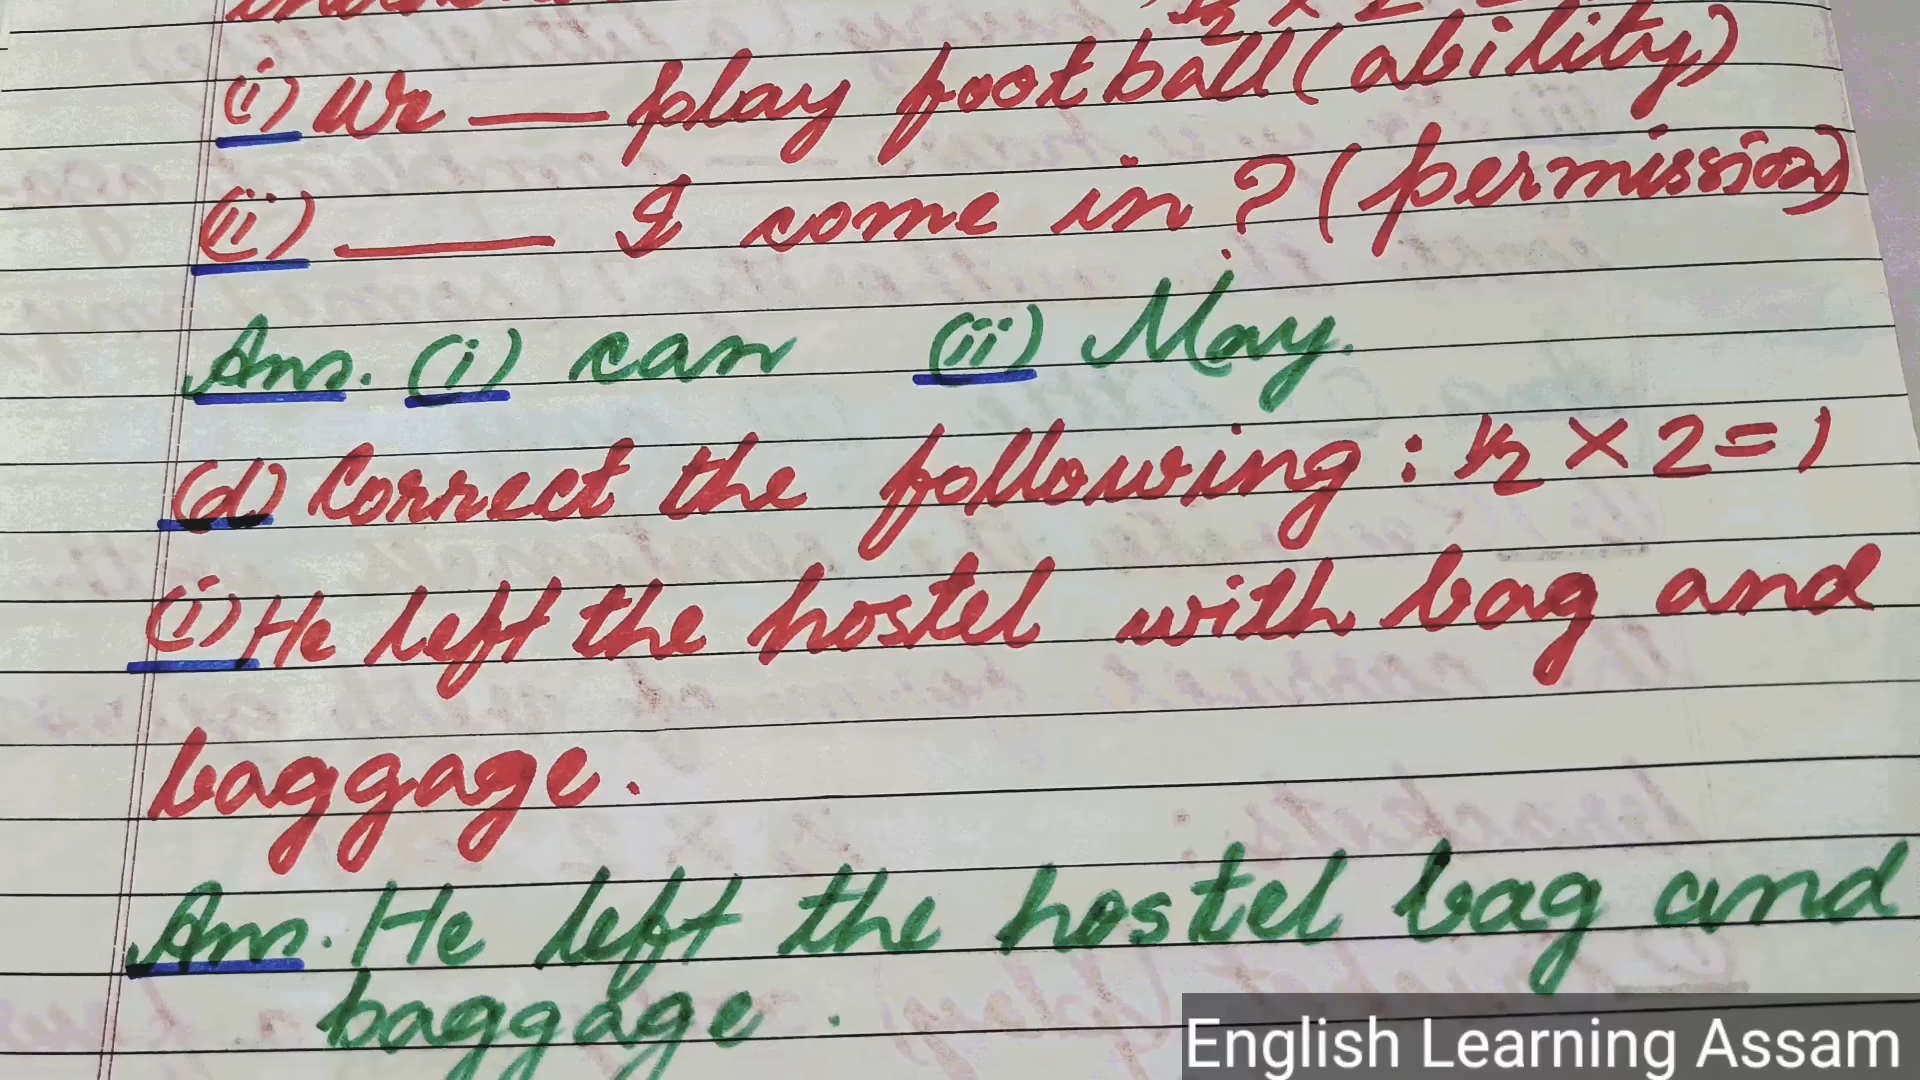 (i) We ___ play football (ability)
(ii) ___ I come in? (permission)
Ans. (i) can (ii) May.
(d) Correct the following: ½ × 2 = 1
(i) He left the hostel with bag and
baggage.
Ans. He left the hostel bag and
baggage.
English Learning Assam